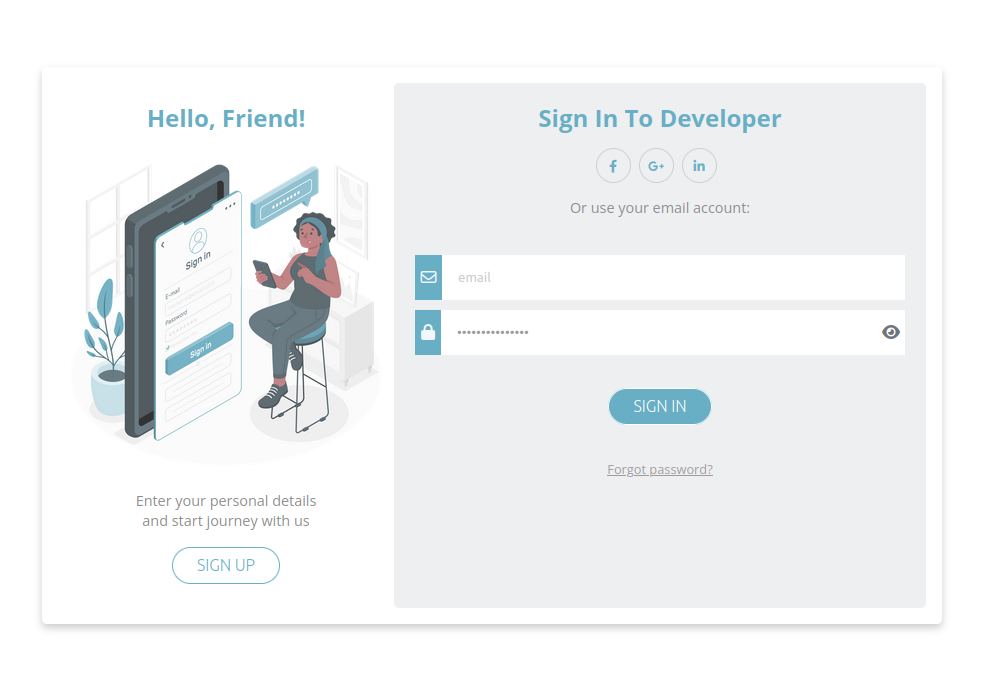 Hello, Friend!
Sign in
E-mail
Password
Sign in
Enter your personal details
and start journey with us
SIGN UP
Sign In To Developer
f G+ in
Or use your email account:
email
•••••••••••••••
SIGN IN
Forgot password?